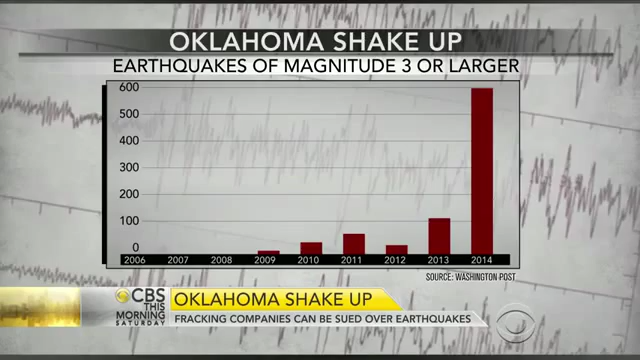 OKLAHOMA SHAKE UP
EARTHQUAKES OF MAGNITUDE 3 OR LARGER
600
500
400
300
200
100
0
2006 2007 2008 2009 2010 2011 2012 2013 2014
SOURCE: WASHINGTON POST
CBS
THIS
MORNING
SATURDAY
OKLAHOMA SHAKE UP
FRACKING COMPANIES CAN BE SUED OVER EARTHQUAKES